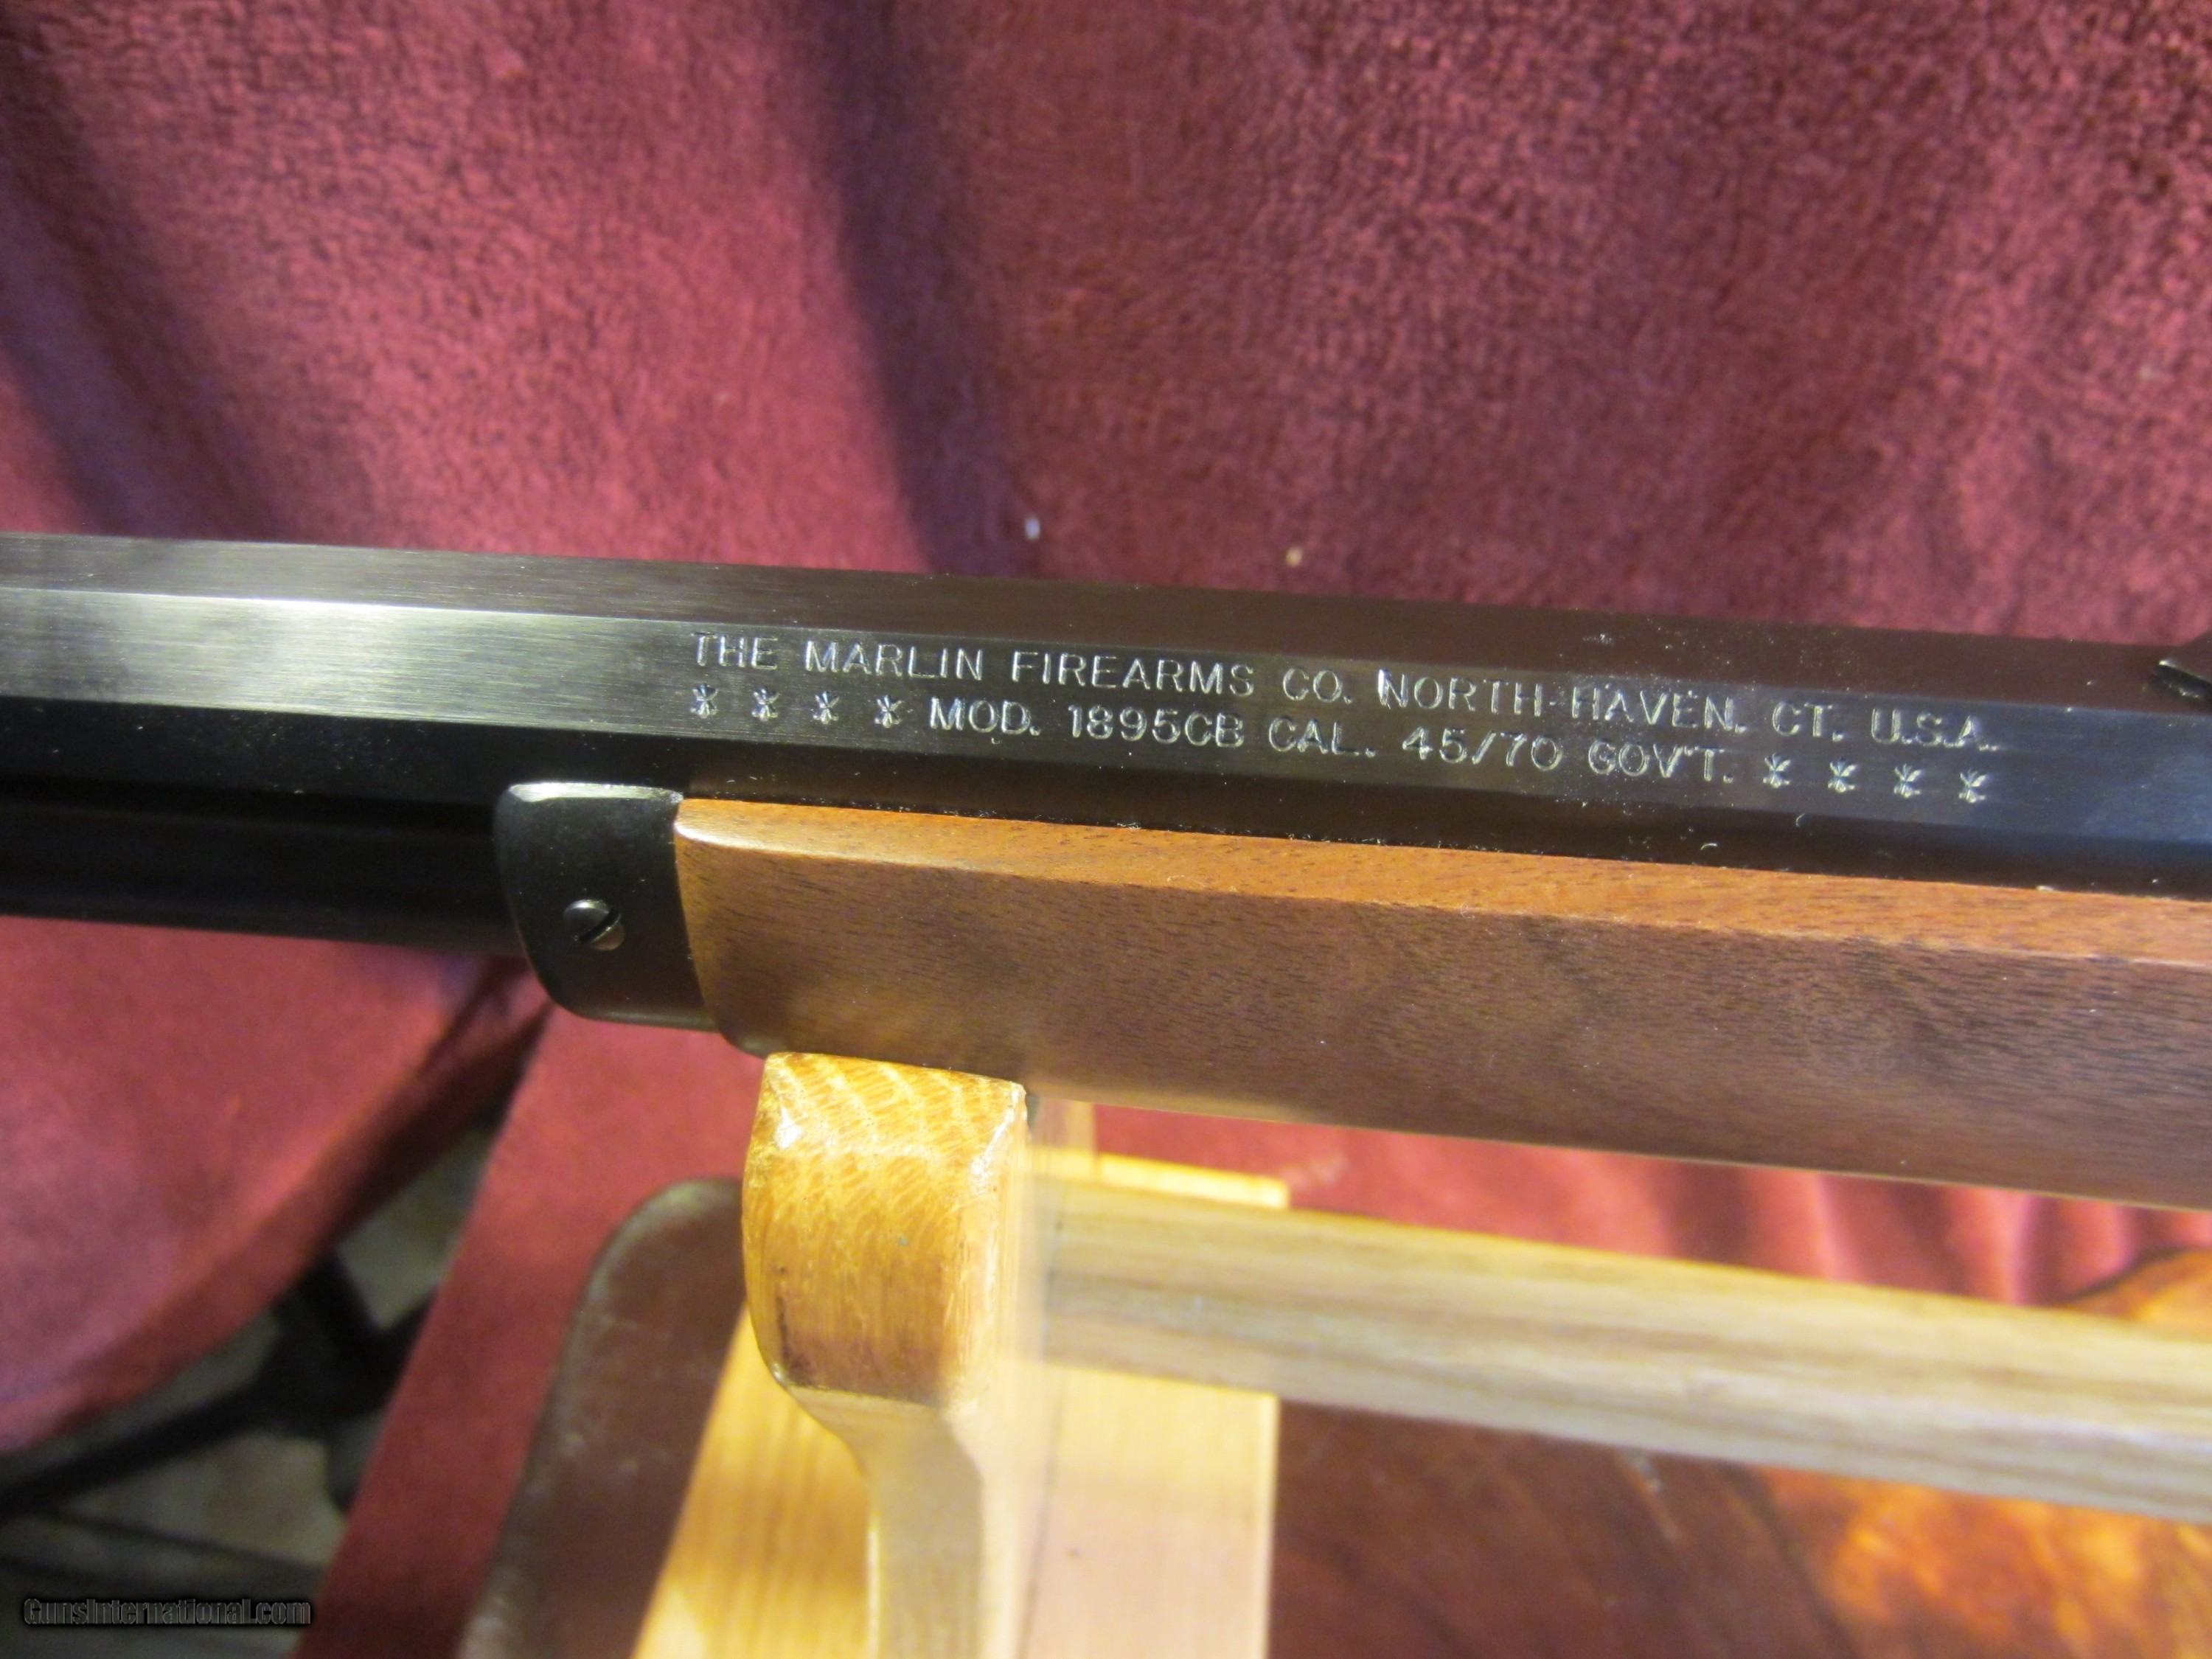 THE MARLIN FIREARMS CO. NORTH HAVEN, CT. U.S.A.
* * * * MOD. 1895CB CAL. 45/70 GOV'T. * * * *
GunsInternational.com